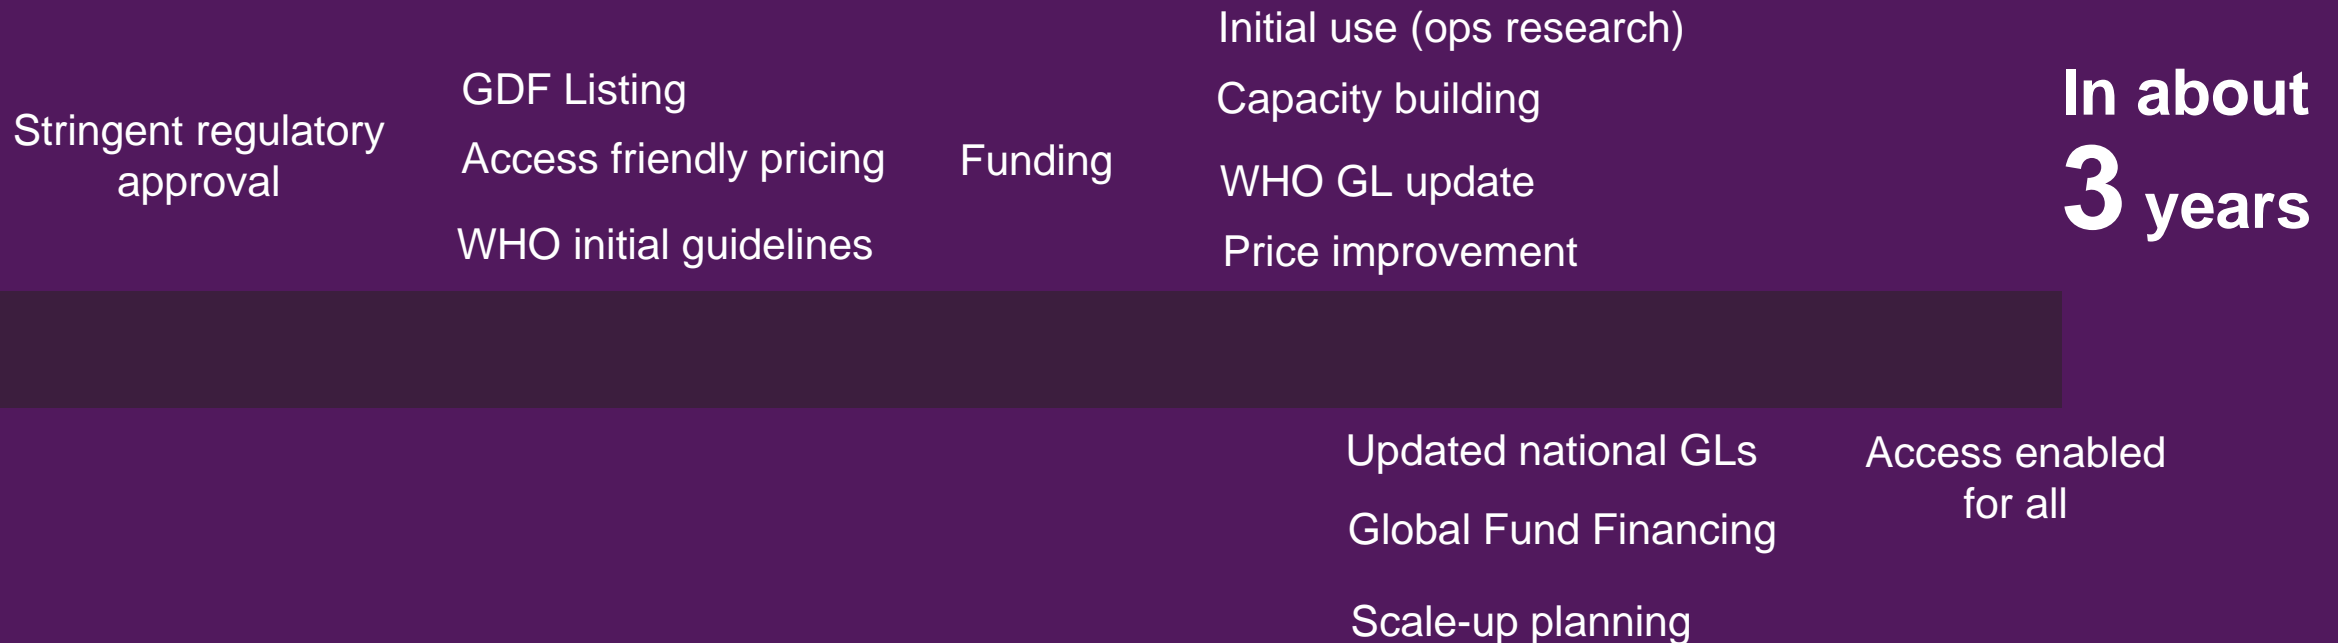 Stringent regulatory
approval
GDF Listing
Access friendly pricing
WHO initial guidelines
Funding
Initial use (ops research)
Capacity building
WHO GL update
Price improvement
In about
3 years
Updated national GLs
Global Fund Financing
Scale-up planning
Access enabled
for all